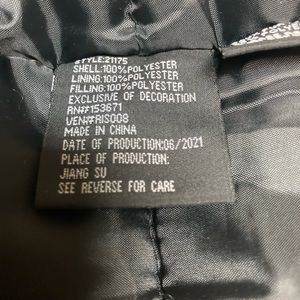 STYLE:21175
SHELL:100%POLYESTER
LINING:100%POLYESTER
FILLING:100%POLYESTER
EXCLUSIVE OF DECORATION
RN##153671
VEN##RIS008
MADE IN CHINA
DATE OF PRODUCTION:06/2021
PLACE OF PRODUCTION:
JIANG SU
SEE REVERSE FOR CARE